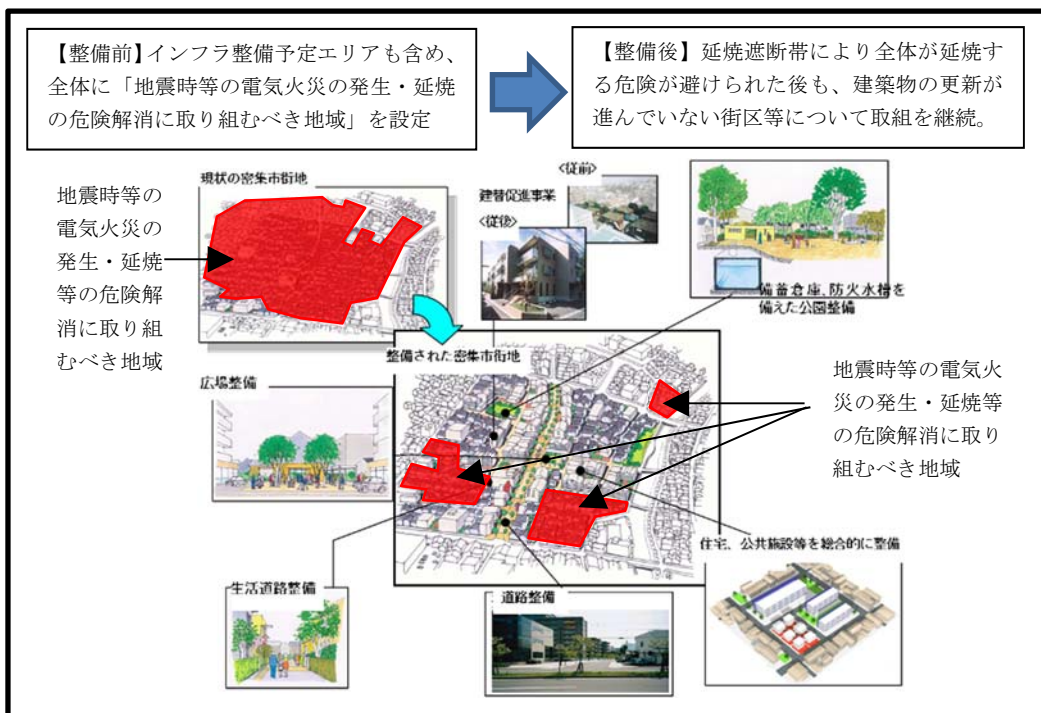 【整備前】インフラ整備予定エリアも含め、
全体に「地震時等の電気火災の発生・延焼
の危険解消に取り組むべき地域」を設定
【整備後】延焼遮断帯により全体が延焼す
る危険が避けられた後も、建築物の更新が
進んでいない街区等について取組を継続。
地震時等の
電気火災の
発生・延焼
等の危険解
消に取り組
むべき地域
現状の密集市街地
<従前>
建替促進事業
<従後>
備蓄倉庫、防火水槽を
備えた公園整備
整備された密集市街地
広場整備
地震時等の電気火
災の発生・延焼等
の危険解消に取り
組むべき地域
住宅、公共施設等を総合的に整備
生活道路整備
道路整備